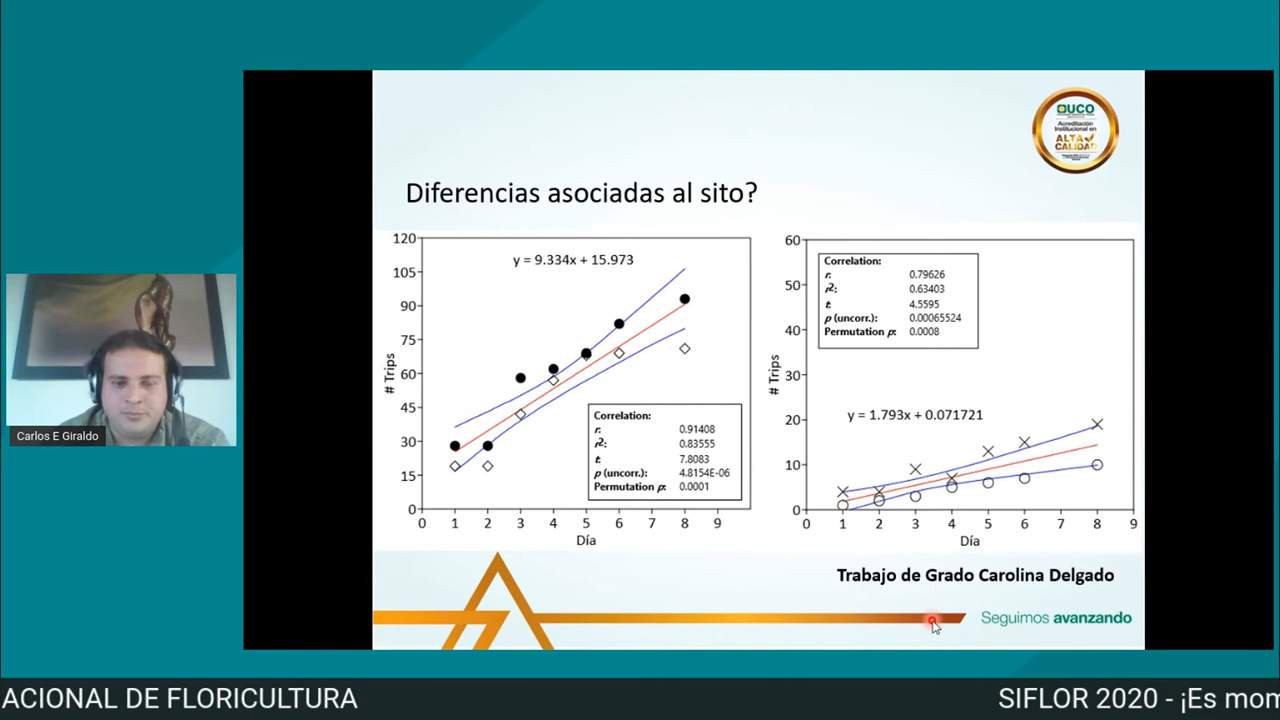 UCO
Acreditación
Institucional en
ALTA
CALIDAD
Diferencias asociadas al sito?
120
105
90
75
60
45
30
15
0
# Trips
y = 9.334x + 15.973
Correlation:
r: 0.91408
r²: 0.83555
t: 7.8083
p (uncorr.): 4.8154E-06
Permutation p: 0.0001
0 1 2 3 4 5 6 7 8 9
Día
60
50
40
30
20
10
0
# Trips
Correlation:
r: 0.79626
r²: 0.63403
t: 4.5595
p (uncorr.): 0.00065524
Permutation p: 0.0008
y = 1.793x + 0.071721
0 1 2 3 4 5 6 7 8 9
Día
Trabajo de Grado Carolina Delgado
Seguimos avanzando
Carlos E Giraldo
ACIONAL DE FLORICULTURA
SIFLOR 2020 - ¡Es mom